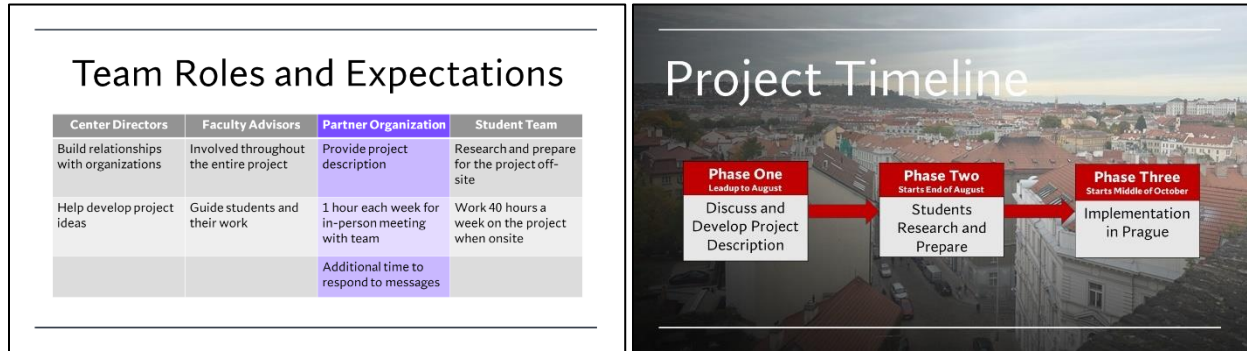 Team Roles and Expectations
Center Directors
Faculty Advisors
Partner Organization
Student Team
Build relationships
with organizations
Involved throughout
the entire project
Provide project
description
Research and prepare
for the project off-
site
Help develop project
ideas
Guide students and
their work
1 hour each week for
in-person meeting
with team
Work 40 hours a
week on the project
when onsite
Additional time to
respond to messages
Project Timeline
Phase One
Leadup to August
Discuss and
Develop Project
Description
Phase Two
Starts End of August
Students
Research and
Prepare
Phase Three
Starts Middle of October
Implementation
in Prague